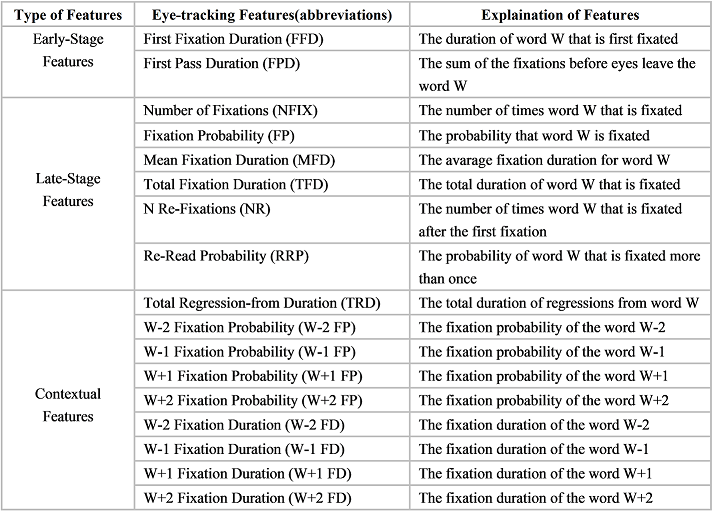 Type of Features Eye-tracking Features(abbreviations) Explaination of Features
Early-Stage
Features
First Fixation Duration (FFD) The duration of word W that is first fixated
First Pass Duration (FPD) The sum of the fixations before eyes leave the
word W
Late-Stage
Features
Number of Fixations (NFIX) The number of times word W that is fixated
Fixation Probability (FP) The probability that word W is fixated
Mean Fixation Duration (MFD) The avarage fixation duration for word W
Total Fixation Duration (TFD) The total duration of word W that is fixated
N Re-Fixations (NR) The number of times word W that is fixated
after the first fixation
Re-Read Probability (RRP) The probability of word W that is fixated more
than once
Contextual
Features
Total Regression-from Duration (TRD) The total duration of regressions from word W
W-2 Fixation Probability (W-2 FP) The fixation probability of the word W-2
W-1 Fixation Probability (W-1 FP) The fixation probability of the word W-1
W+1 Fixation Probability (W+1 FP) The fixation probability of the word W+1
W+2 Fixation Probability (W+2 FP) The fixation probability of the word W+2
W-2 Fixation Duration (W-2 FD) The fixation duration of the word W-2
W-1 Fixation Duration (W-1 FD) The fixation duration of the word W-1
W+1 Fixation Duration (W+1 FD) The fixation duration of the word W+1
W+2 Fixation Duration (W+2 FD) The fixation duration of the word W+2